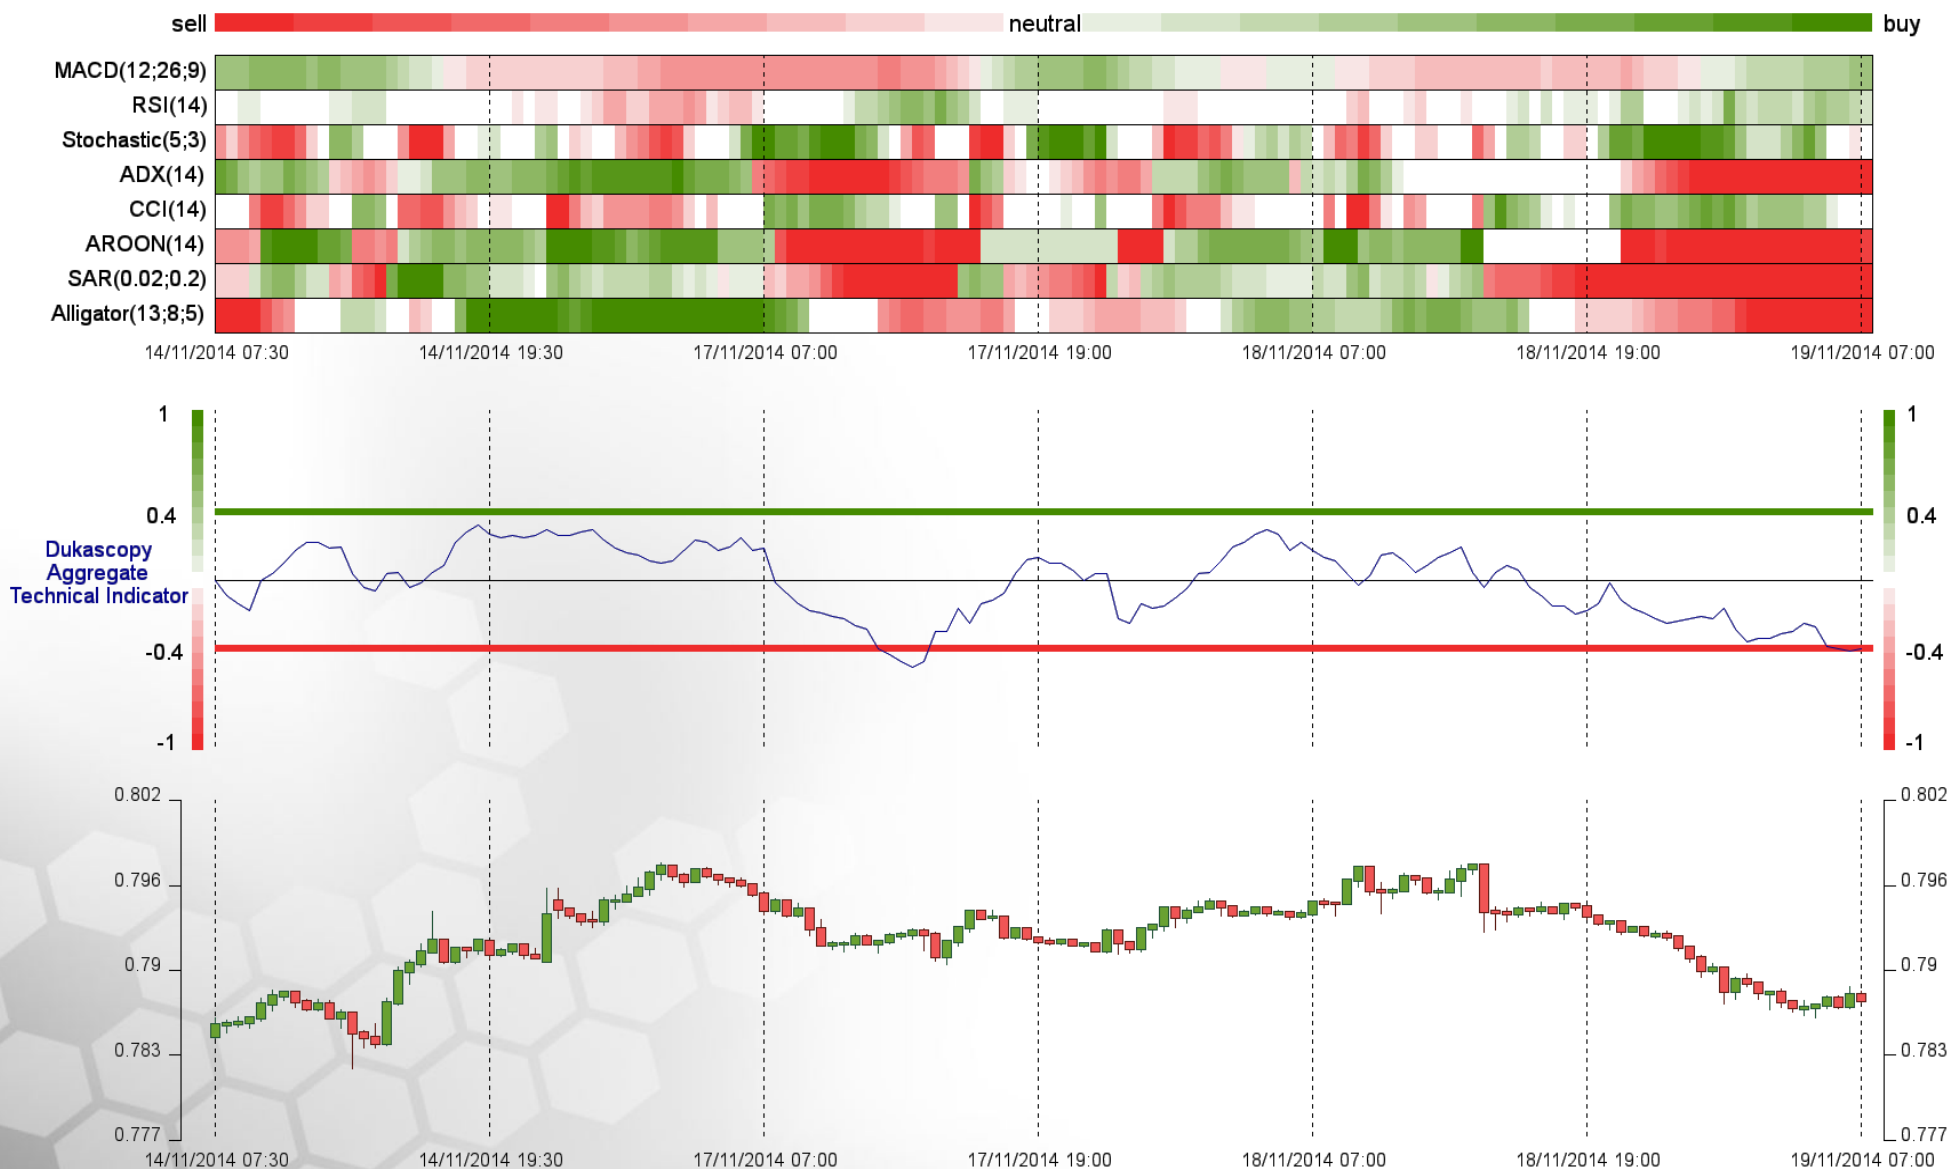 sell neutral buy
MACD(12;26;9)
RSI(14)
Stochastic(5;3)
ADX(14)
CCI(14)
AROON(14)
SAR(0.02;0.2)
Alligator(13;8;5)
14/11/2014 07:30 14/11/2014 19:30 17/11/2014 07:00 17/11/2014 19:00 18/11/2014 07:00 18/11/2014 19:00 19/11/2014 07:00
1 1
0.4 0.4
Dukascopy
Aggregate
Technical Indicator
-0.4 -0.4
-1 -1
0.802 0.802
0.796 0.796
0.79 0.79
0.783 0.783
0.777 0.777
14/11/2014 07:30 14/11/2014 19:30 17/11/2014 07:00 17/11/2014 19:00 18/11/2014 07:00 18/11/2014 19:00 19/11/2014 07:00